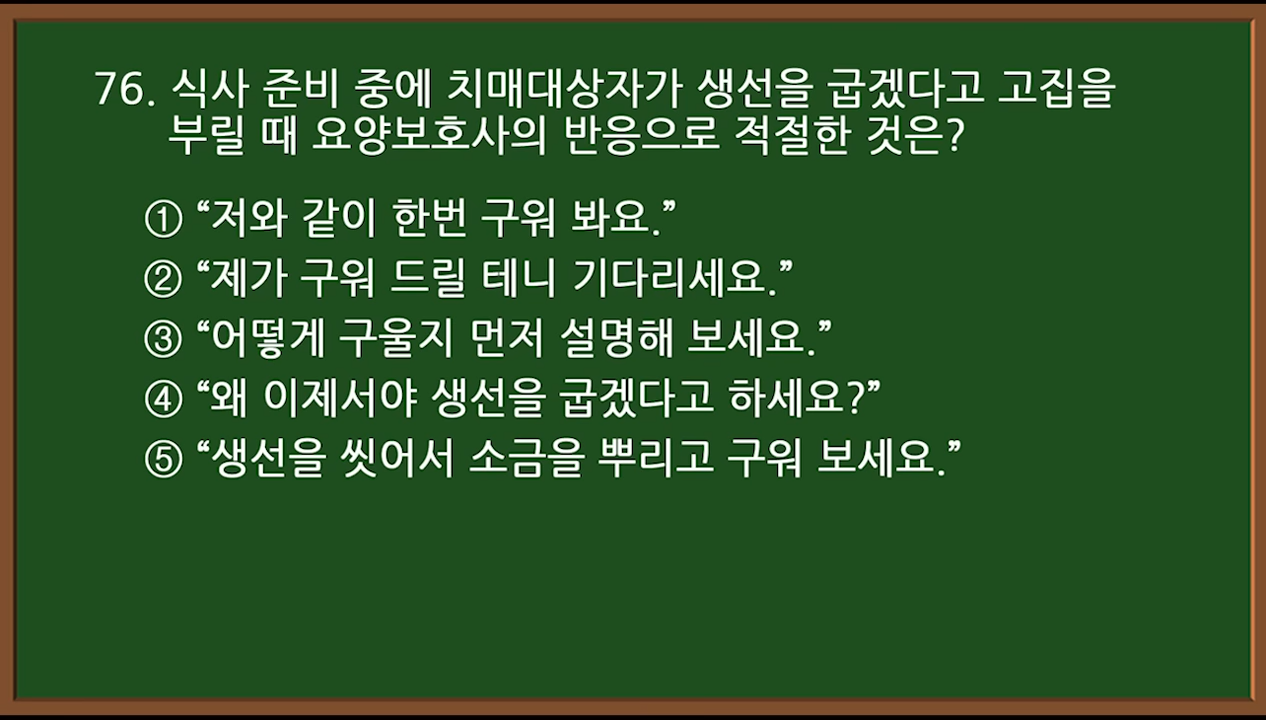 76. 식사 준비 중에 치매대상자가 생선을 굽겠다고 고집을
부릴 때 요양보호사의 반응으로 적절한 것은?
① “저와 같이 한번 구워 봐요.”
② “제가 구워 드릴 테니 기다리세요.”
③ “어떻게 구울지 먼저 설명해 보세요.”
④ “왜 이제서야 생선을 굽겠다고 하세요?”
⑤ “생선을 씻어서 소금을 뿌리고 구워 보세요.”